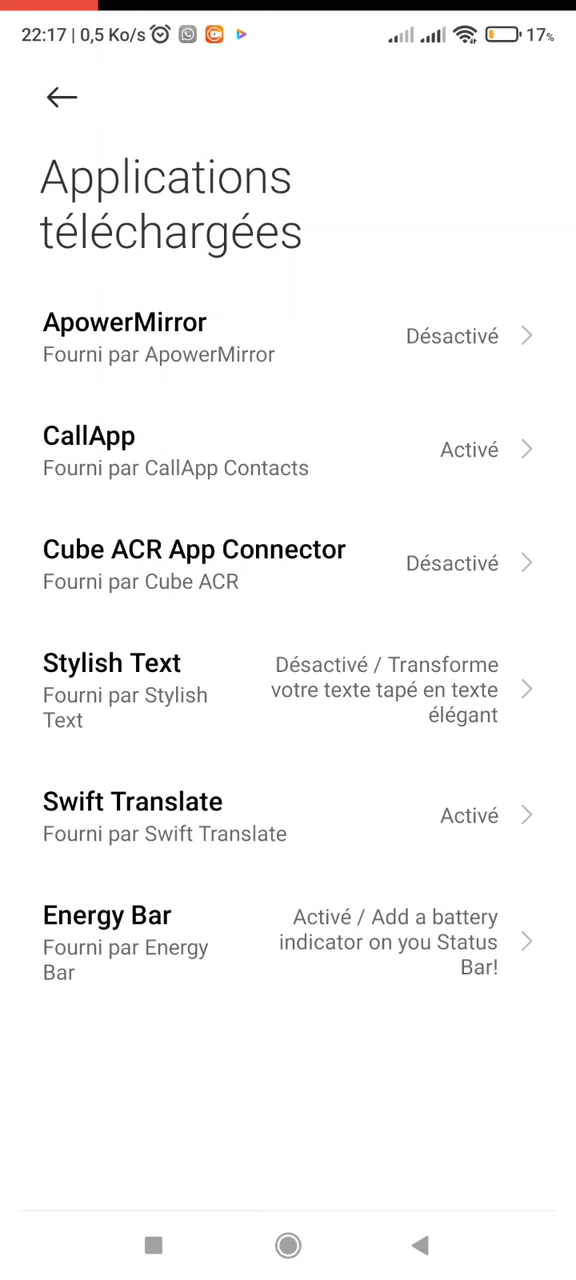 22:17 | 0,5 Ko/s
17%
Applications
téléchargées
ApowerMirror
Fourni par ApowerMirror
Désactivé
CallApp
Fourni par CallApp Contacts
Activé
Cube ACR App Connector
Fourni par Cube ACR
Désactivé
Stylish Text
Fourni par Stylish
Text
Désactivé / Transforme
votre texte tapé en texte
élégant
Swift Translate
Fourni par Swift Translate
Activé
Energy Bar
Fourni par Energy
Bar
Activé / Add a battery
indicator on you Status
Bar!